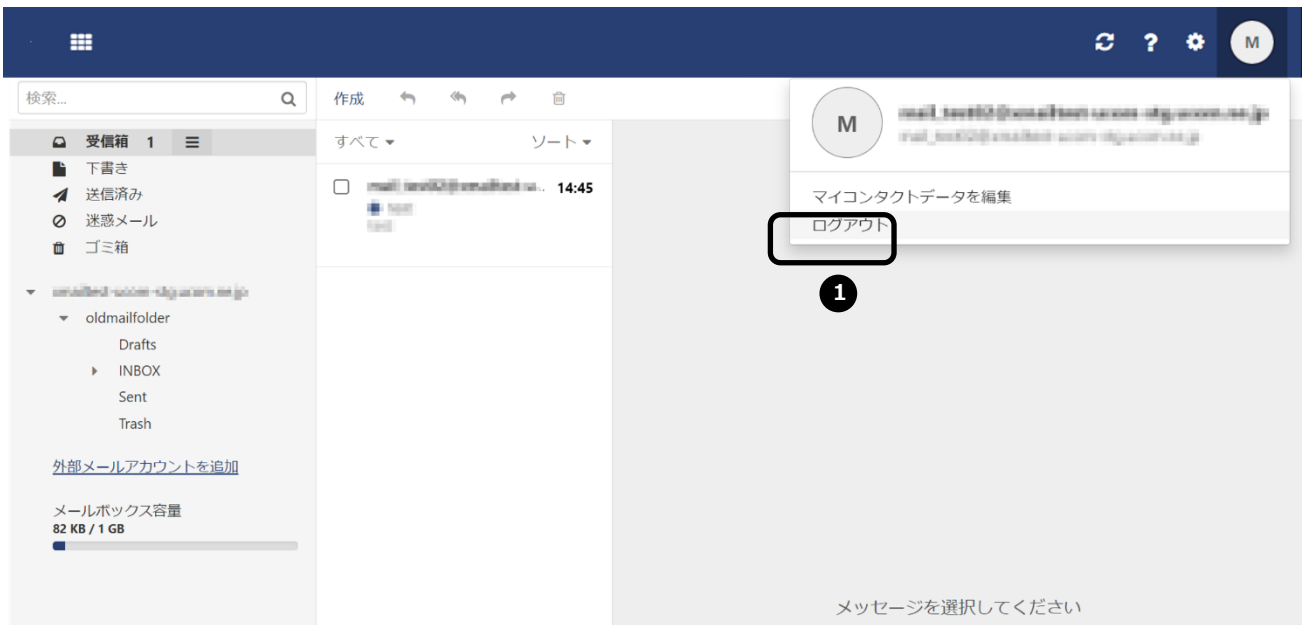 M
検索...
作成
M
受信箱 1
すべて ソート
下書き
送信済み
14:45
マイコンタクトデータを編集
迷惑メール
ログアウト
ゴミ箱
1
oldmailfolder
Drafts
INBOX
Sent
Trash
外部メールアカウントを追加
メールボックス容量
82 KB / 1 GB
メッセージを選択してください